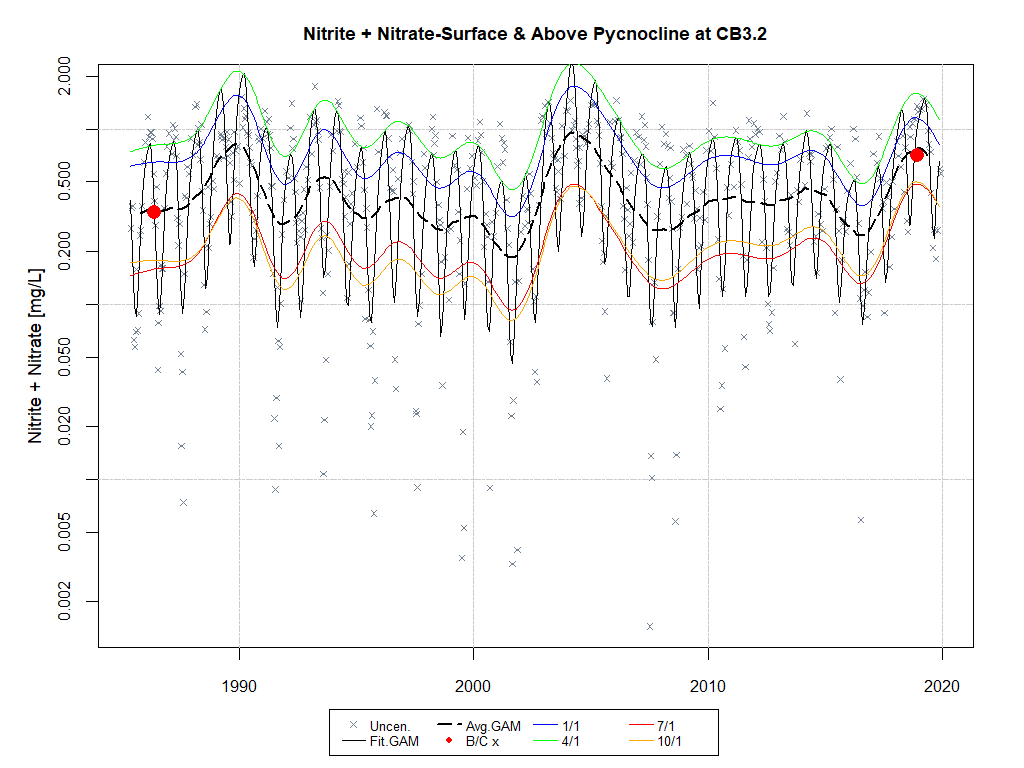 Nitrite + Nitrate-Surface & Above Pycnocline at CB3.2
Nitrite + Nitrate [mg/L]
2.000
0.500
0.200
0.050
0.020
0.005
0.002
1990 2000 2010 2020
Uncen. Avg.GAM 1/1 7/1
Fit.GAM B/C x 4/1 10/1